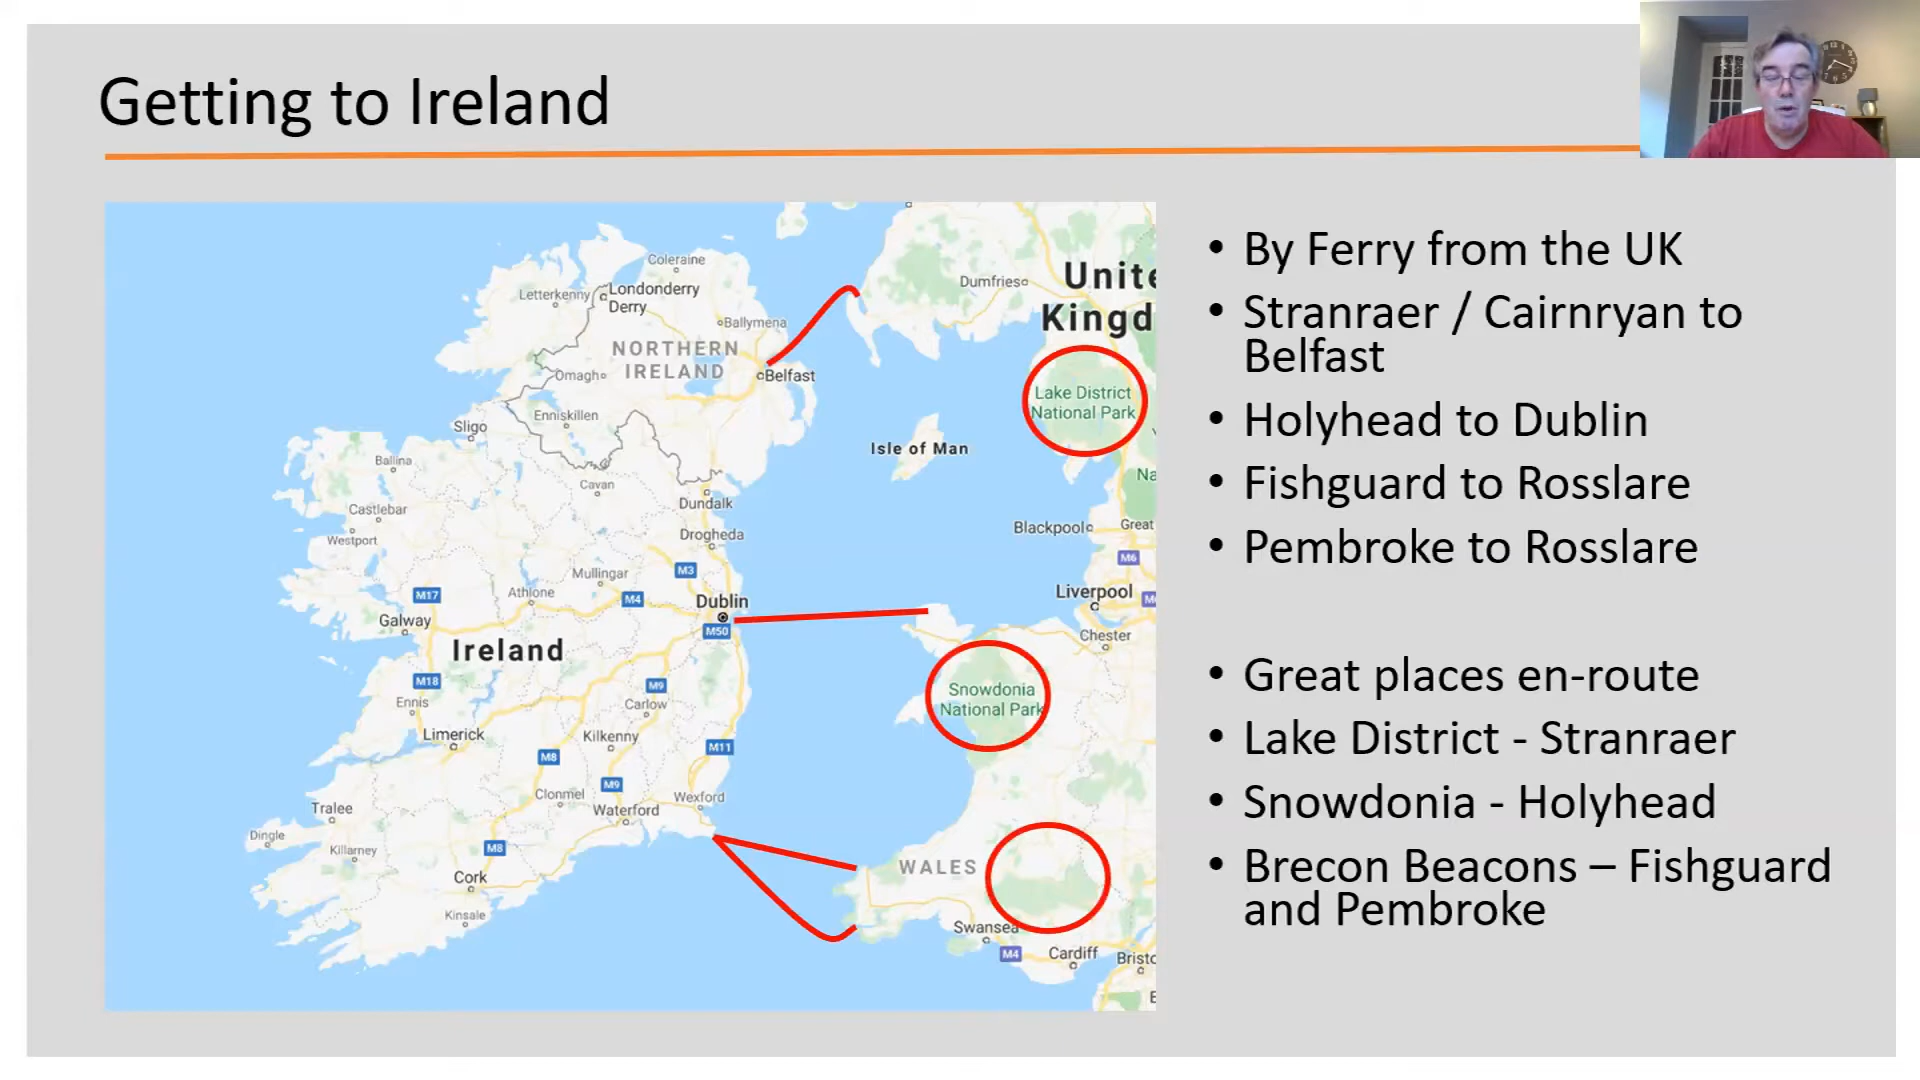 Getting to Ireland
• By Ferry from the UK
• Stranraer / Cairnryan to
Belfast
• Holyhead to Dublin
• Fishguard to Rosslare
• Pembroke to Rosslare
• Great places en-route
• Lake District - Stranraer
• Snowdonia - Holyhead
• Brecon Beacons – Fishguard
and Pembroke
Coleraine
Letterkenny
Londonderry
Derry
Ballymena
NORTHERN
IRELAND
Omagh
Belfast
Enniskillen
Sligo
Dumfries
Unite
Kingd
Lake District
National Park
Isle of Man
Na
Ballina
Cavan
Castlebar
Westport
Dundalk
Drogheda
Blackpool
Great
M6
Mullingar
M3
Athlone
M4
M17
Dublin
M50
Galway
Ireland
Liverpool
M6
Chester
M18
Ennis
M9
Carlow
Snowdonia
National Park
Limerick
Kilkenny
M8
M11
M9
Clonmel
Wexford
Waterford
Tralee
Dingle
Killarney
M8
Cork
Kinsale
WALES
Swansea
M4
Cardiff
Bristo